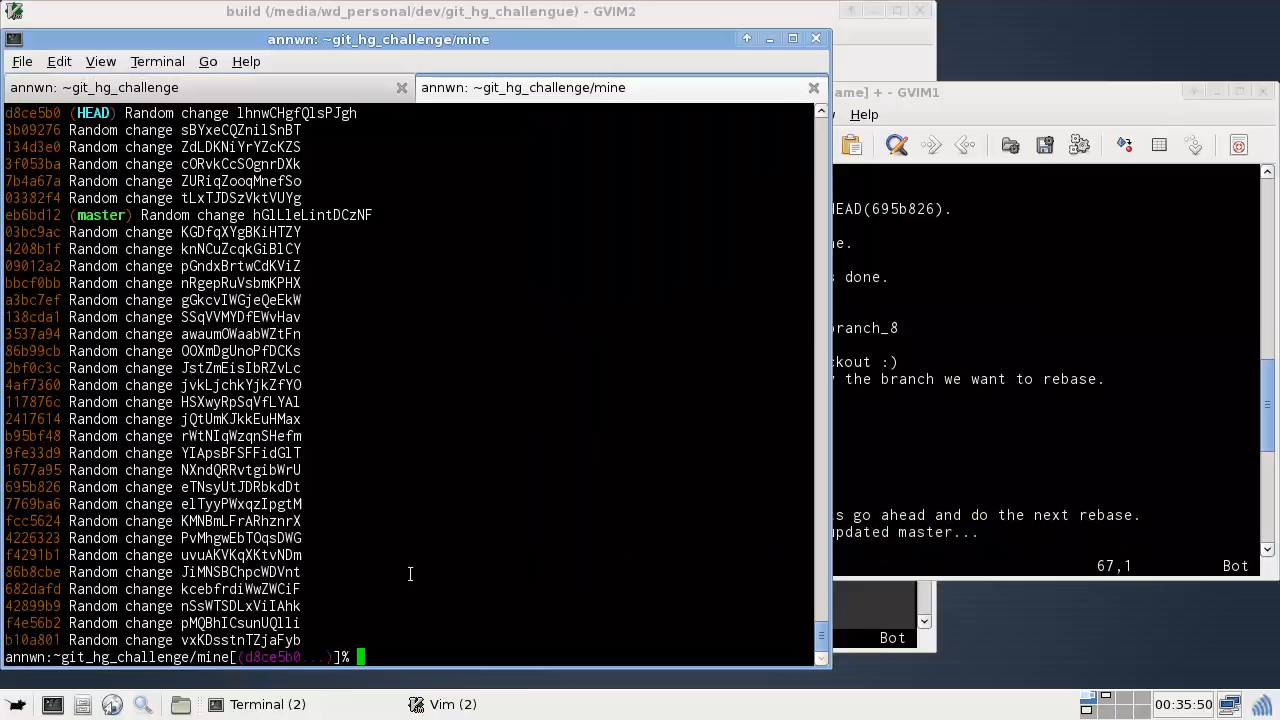 build (/media/wd_personal/dev/git_hg_challengue) - GVIM2
annwn: ~git_hg_challenge/mine
File Edit View Terminal Go Help
annwn: ~git_hg_challenge
annwn: ~git_hg_challenge/mine
d8ce5b0 (HEAD) Random change lhnwCHgfQlsPJgh
3b09276 Random change sBYxeCQZnilSnBT
134d3e0 Random change ZdLDKNiYrYZcKZS
3f053ba Random change cORvkCcSOgnrDXk
7b4a67a Random change ZURiqZooqMnefSo
03382f4 Random change tLxTJDSzVktVUYg
eb6bd12 (master) Random change hGlLleLintDCzNF
03bc9ac Random change KGDfqXYgBKiHTZY
4208b1f Random change knNCuZcqkGiBlCY
09012a2 Random change pGndxBrtwCdKViZ
bbcf0bb Random change nRgepRuVsbmKPHX
a3bc7ef Random change gGkcvIWGjeQeEkW
138cda1 Random change SSqVVMYDfEWvHav
3537a94 Random change awaumOWaabWZtFn
86b99cb Random change OOXmDgUnoPfDCKs
2bf0c3c Random change JstZmEisIbRZvLc
4af7360 Random change jvkLjchkYjkZfYO
117876c Random change HSXwyRpSqVfLYAl
2417614 Random change jQtUmKJkkEuHMax
b95bf48 Random change rWtNIqWzqnSHefm
9fe33d9 Random change YIApsBFSFFidGlT
1677a95 Random change NXndQRRvtgibWrU
695b826 Random change eTNsyUtJDRbkdDt
7769ba6 Random change elTyyPWxqzIpgtM
fcc5624 Random change KMNBmLFrARhznrX
4226323 Random change PvMhgwEbTOqsDWG
f4291b1 Random change uvuAKVKqXKtvNDm
86b8cbe Random change JiMNSBChpcWDVnt
682dafd Random change kcebfrdiWwZWCiF
42899b9 Random change nSsWTSDLxViIAhk
f4e56b2 Random change pMQBhICsunUQlli
b10a801 Random change vxKDsstnTZjaFyb
annwn:~git_hg_challenge/mine[(d8ce5b0...)]%
ame] + - GVIM1
Help
EAD(695b826).
e.
s done.
ranch_8
ckout :)
the branch we want to rebase.
s go ahead and do the next rebase.
pdated master...
67,1 Bot
Bot
Terminal (2)
Vim (2)
00:35:50